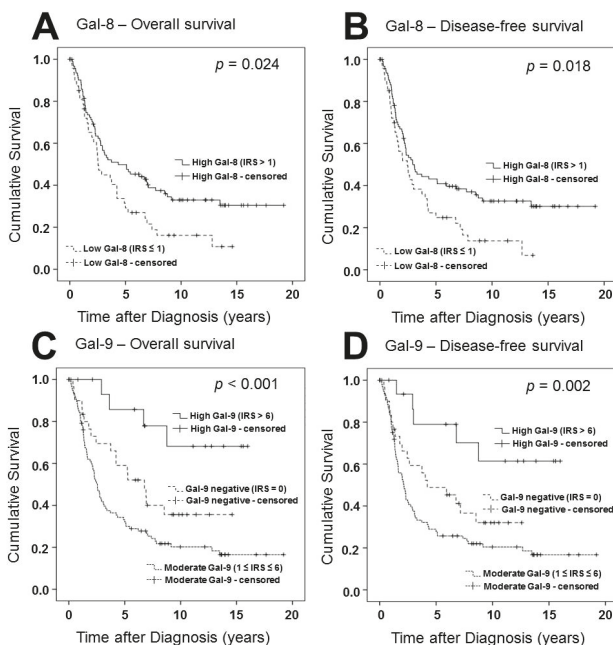 A Gal-8 – Overall survival
p = 0.024
Cumulative Survival
1.0
0.8
0.6
0.4
0.2
0.0
High Gal-8 (IRS > 1)
High Gal-8 - censored
Low Gal-8 (IRS ≤ 1)
Low Gal-8 - censored
0 5 10 15 20
Time after Diagnosis (years)
B Gal-8 – Disease-free survival
p = 0.018
Cumulative Survival
1.0
0.8
0.6
0.4
0.2
0.0
High Gal-8 (IRS > 1)
High Gal-8 - censored
Low Gal-8 (IRS ≤ 1)
Low Gal-8 - censored
0 5 10 15 20
Time after Diagnosis (years)
C Gal-9 – Overall survival
p < 0.001
Cumulative Survival
1.0
0.8
0.6
0.4
0.2
0.0
High Gal-9 (IRS > 6)
High Gal-9 - censored
Gal-9 negative (IRS = 0)
Gal-9 negative - censored
Moderate Gal-9 (1 ≤ IRS ≤ 6)
Moderate Gal-9 - censored
0 5 10 15 20
Time after Diagnosis (years)
D Gal-9 – Disease-free survival
p = 0.002
Cumulative Survival
1.0
0.8
0.6
0.4
0.2
0.0
High Gal-9 (IRS > 6)
High Gal-9 - censored
Gal-9 negative (IRS = 0)
Gal-9 negative - censored
Moderate Gal-9 (1 ≤ IRS ≤ 6)
Moderate Gal-9 - censored
0 5 10 15 20
Time after Diagnosis (years)